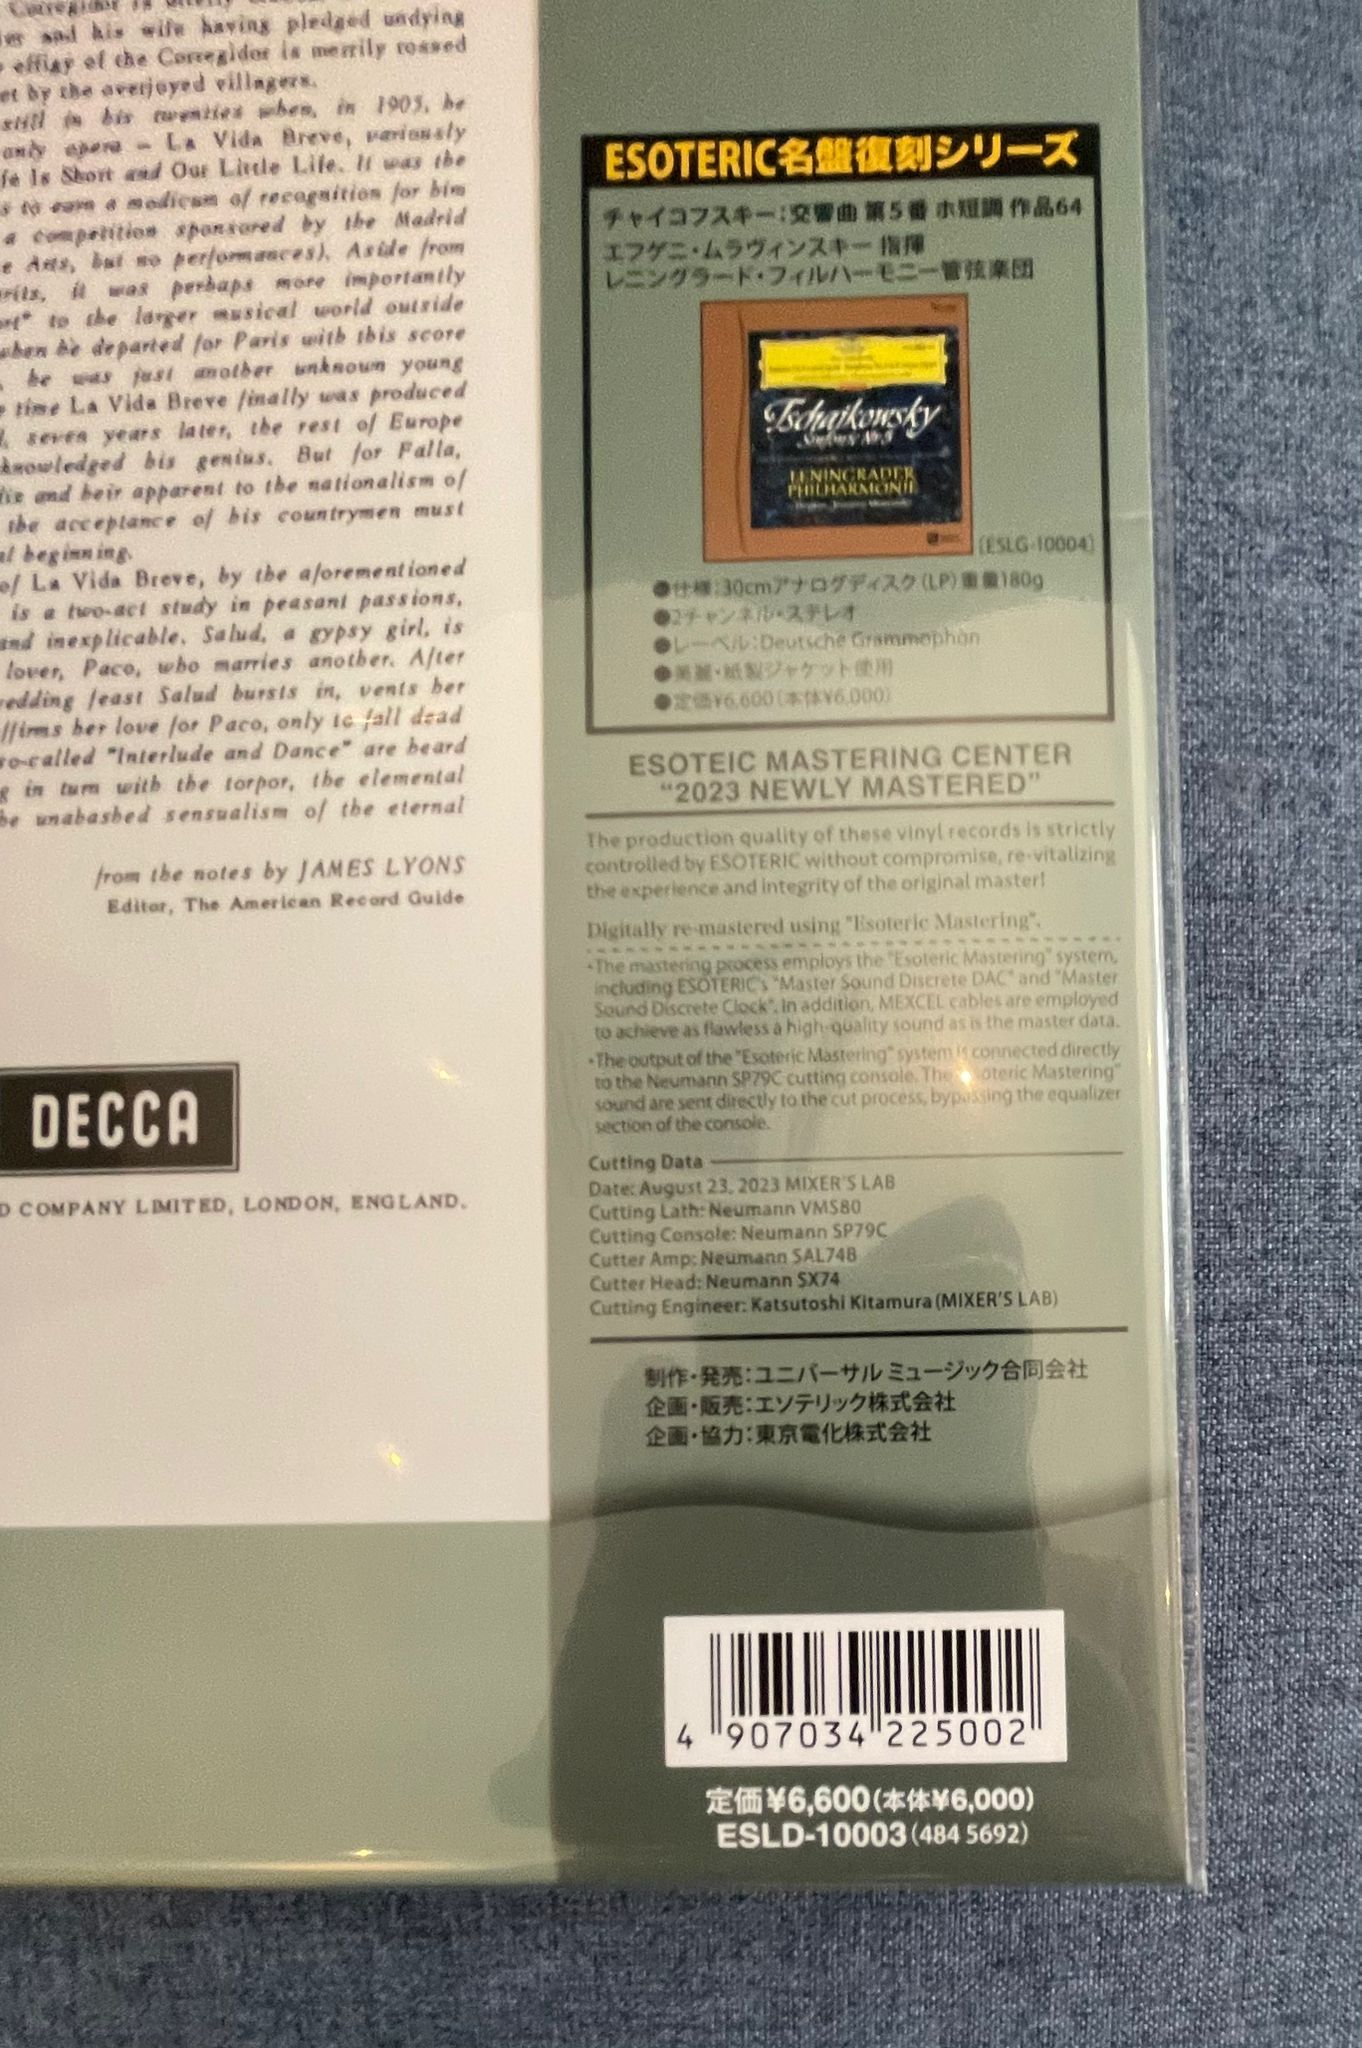 Corregidor is utterly
and his wife having pledged undying
effigy of the Corregidor is merrily tossed
by the overjoyed villagers.
still in his twenties when, in 1905, he
only opera – La Vida Breve, variously
Is Short and Our Little Life. It was the
to earn a modicum of recognition for him
a competition sponsored by the Madrid
Arts, but no performances). Aside from
it was perhaps more importantly
to the larger musical world outside
when he departed for Paris with this score
he was just another unknown young
time La Vida Breve finally was produced
seven years later, the rest of Europe
his genius. But for Falla,
and heir apparent to the nationalism of
the acceptance of his countrymen must
beginning.
of La Vida Breve, by the aforementioned
is a two-act study in peasant passions,
and inexplicable. Salud, a gypsy girl, is
lover, Paco, who marries another. After
feast Salud bursts in, vents her
her love for Paco, only to fall dead
so-called "Interlude and Dance" are heard
in turn with the torpor, the elemental
unabashed sensualism of the eternal
from the notes by JAMES LYONS
Editor, The American Record Guide
DECCA
COMPANY LIMITED, LONDON, ENGLAND.
ESOTERIC名盤復刻シリーズ
チャイコフスキー:交響曲 第5番 ホ短調 作品64
エフゲニ・ムラヴィンスキー 指揮
レニングラード・フィルハーモニー管弦楽団
Tschaikowsky
Sinfonie Nr. 5
LENINGRADER
PHILHARMONIE
(ESLG-10004)
●仕様:30cmアナログディスク(LP)重量180g
●2チャンネル・ステレオ
●レーベル:Deutsche Grammophon
●美麗・紙製ジャケット使用
●定価¥6,600(本体¥6,000)
ESOTEIC MASTERING CENTER
"2023 NEWLY MASTERED"
The production quality of these vinyl records is strictly
controlled by ESOTERIC without compromise, re-vitalizing
the experience and integrity of the original master!
Digitally re-mastered using "Esoteric Mastering".
•The mastering process employs the "Esoteric Mastering" system,
including ESOTERIC's "Master Sound Discrete DAC" and "Master
Sound Discrete Clock". In addition, MEXCEL cables are employed
to achieve as flawless a high-quality sound as is the master data.
•The output of the "Esoteric Mastering" system is connected directly
to the Neumann SP79C cutting console. The "Esoteric Mastering"
sound are sent directly to the cut process, bypassing the equalizer
section of the console.
Cutting Data
Date: August 23, 2023 MIXER'S LAB
Cutting Lath: Neumann VMS80
Cutting Console: Neumann SP79C
Cutter Amp: Neumann SAL74B
Cutter Head: Neumann SX74
Cutting Engineer: Katsutoshi Kitamura (MIXER'S LAB)
制作・発売:ユニバーサル ミュージック合同会社
企画・販売:エソテリック株式会社
企画・協力:東京電化株式会社
4 907034 225002
定価¥6,600(本体¥6,000)
ESLD-10003(484 5692)